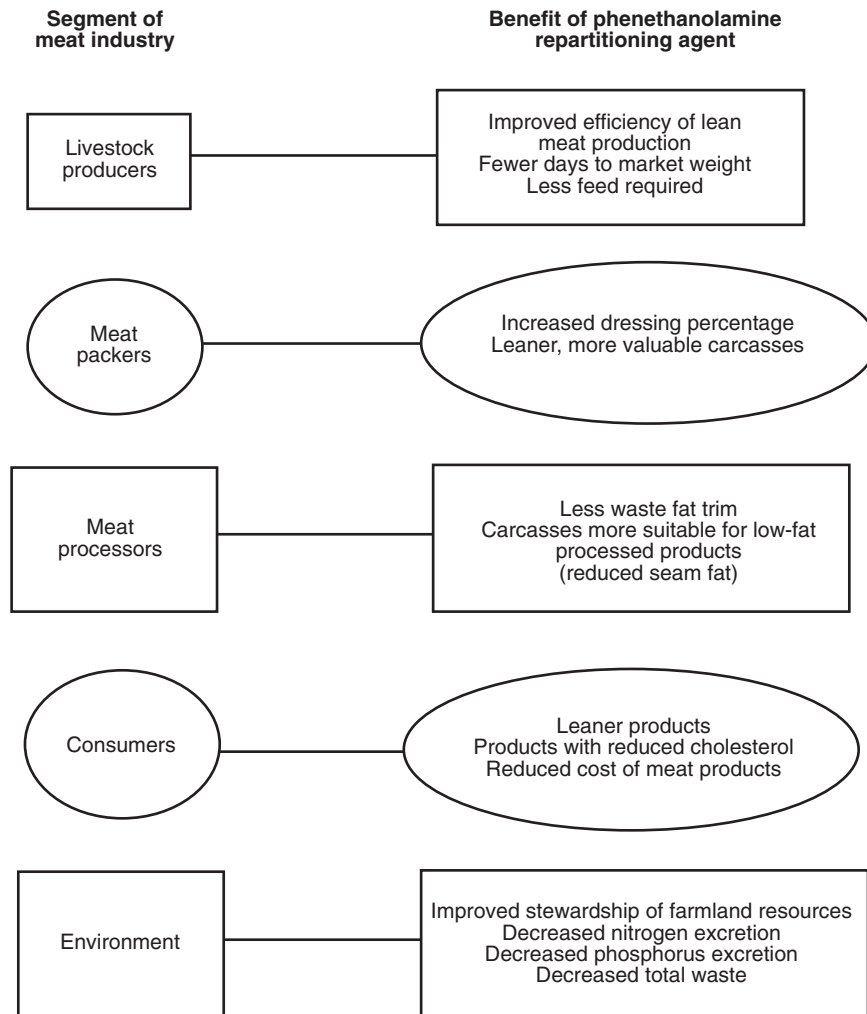 Segment of
meat industry
Benefit of phenethanolamine
repartitioning agent
Livestock
producers
Improved efficiency of lean
meat production
Fewer days to market weight
Less feed required
Meat
packers
Increased dressing percentage
Leaner, more valuable carcasses
Meat
processors
Less waste fat trim
Carcasses more suitable for low-fat
processed products
(reduced seam fat)
Consumers
Leaner products
Products with reduced cholesterol
Reduced cost of meat products
Environment
Improved stewardship of farmland resources
Decreased nitrogen excretion
Decreased phosphorus excretion
Decreased total waste